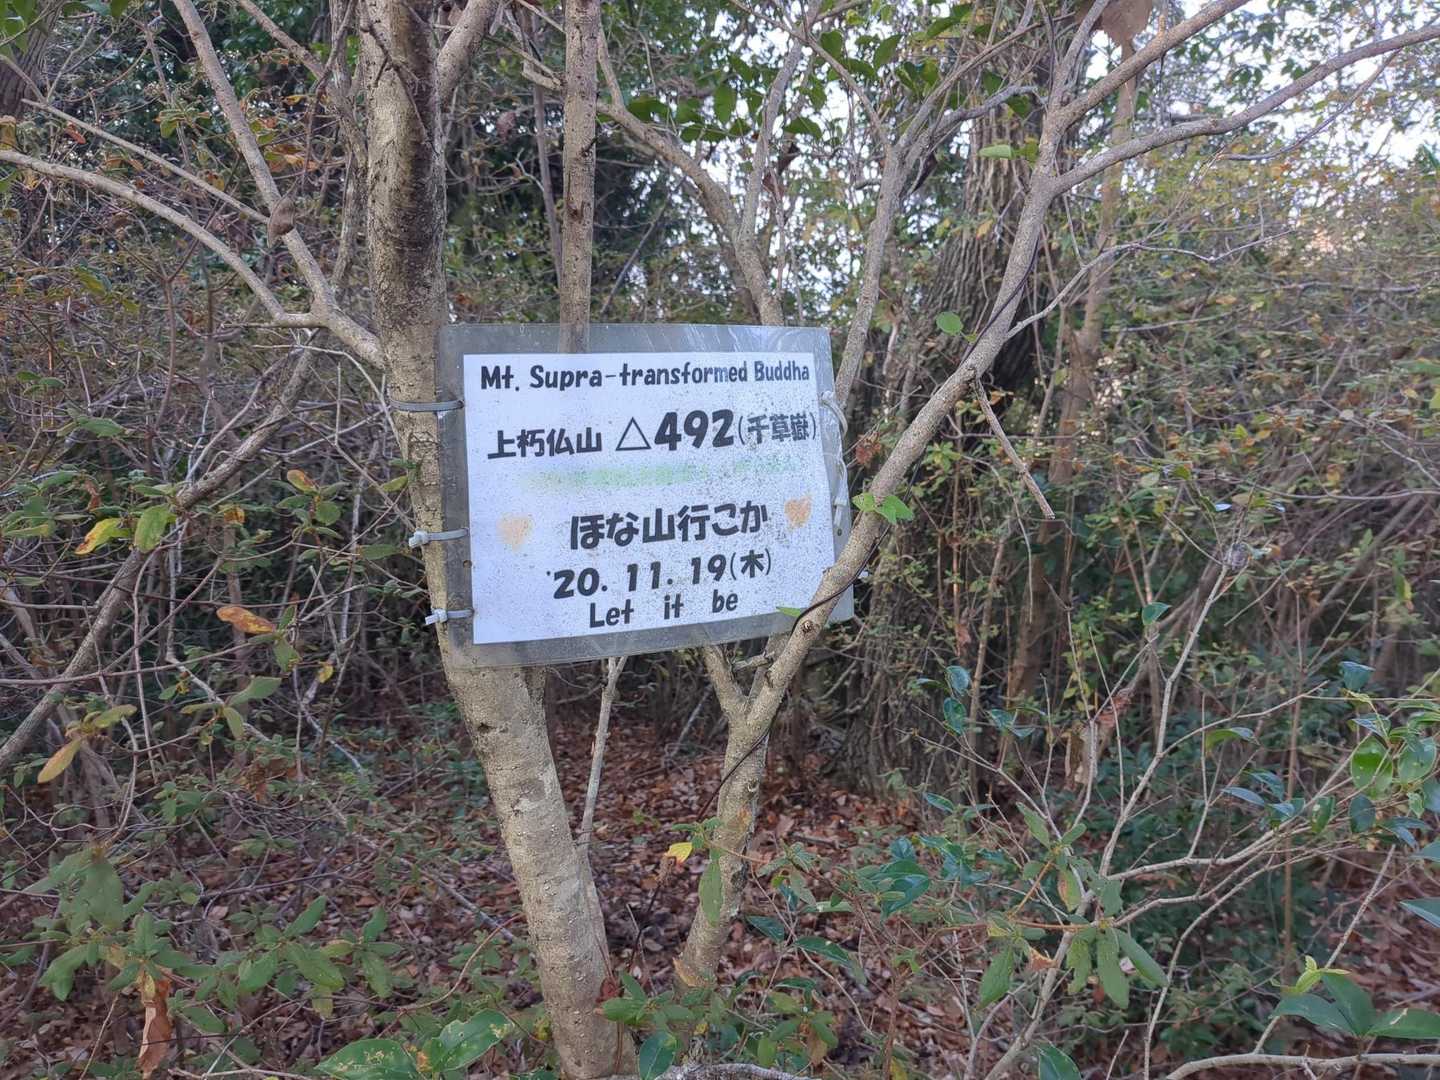 Mt. Supra-transformed Buddha
上朽仏山 △492(千草嶽)
ほな山行こか
'20. 11. 19(木)
Let it be